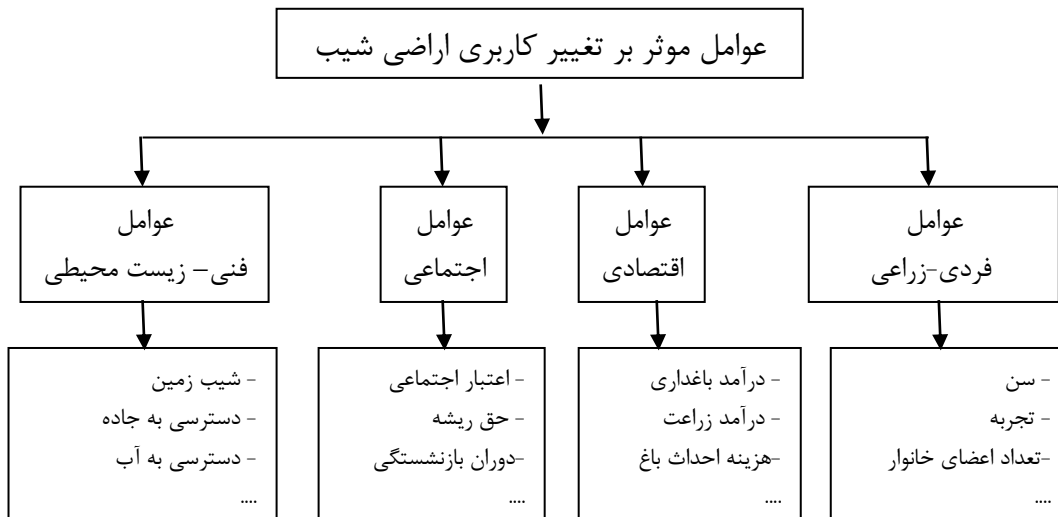 عوامل موثر بر تغییر کاربری اراضی شیب
عوامل
فردی-زراعی
عوامل
اقتصادی
عوامل
اجتماعی
عوامل
فنی– زیست محیطی
- سن
- تجربه
-تعداد اعضای خانوار
....
- درآمد باغداری
- درآمد زراعت
-هزینه احداث باغ
....
- اعتبار اجتماعی
- حق ریشه
-دوران بازنشستگی
....
- شیب زمین
- دسترسی به جاده
- دسترسی به آب
....